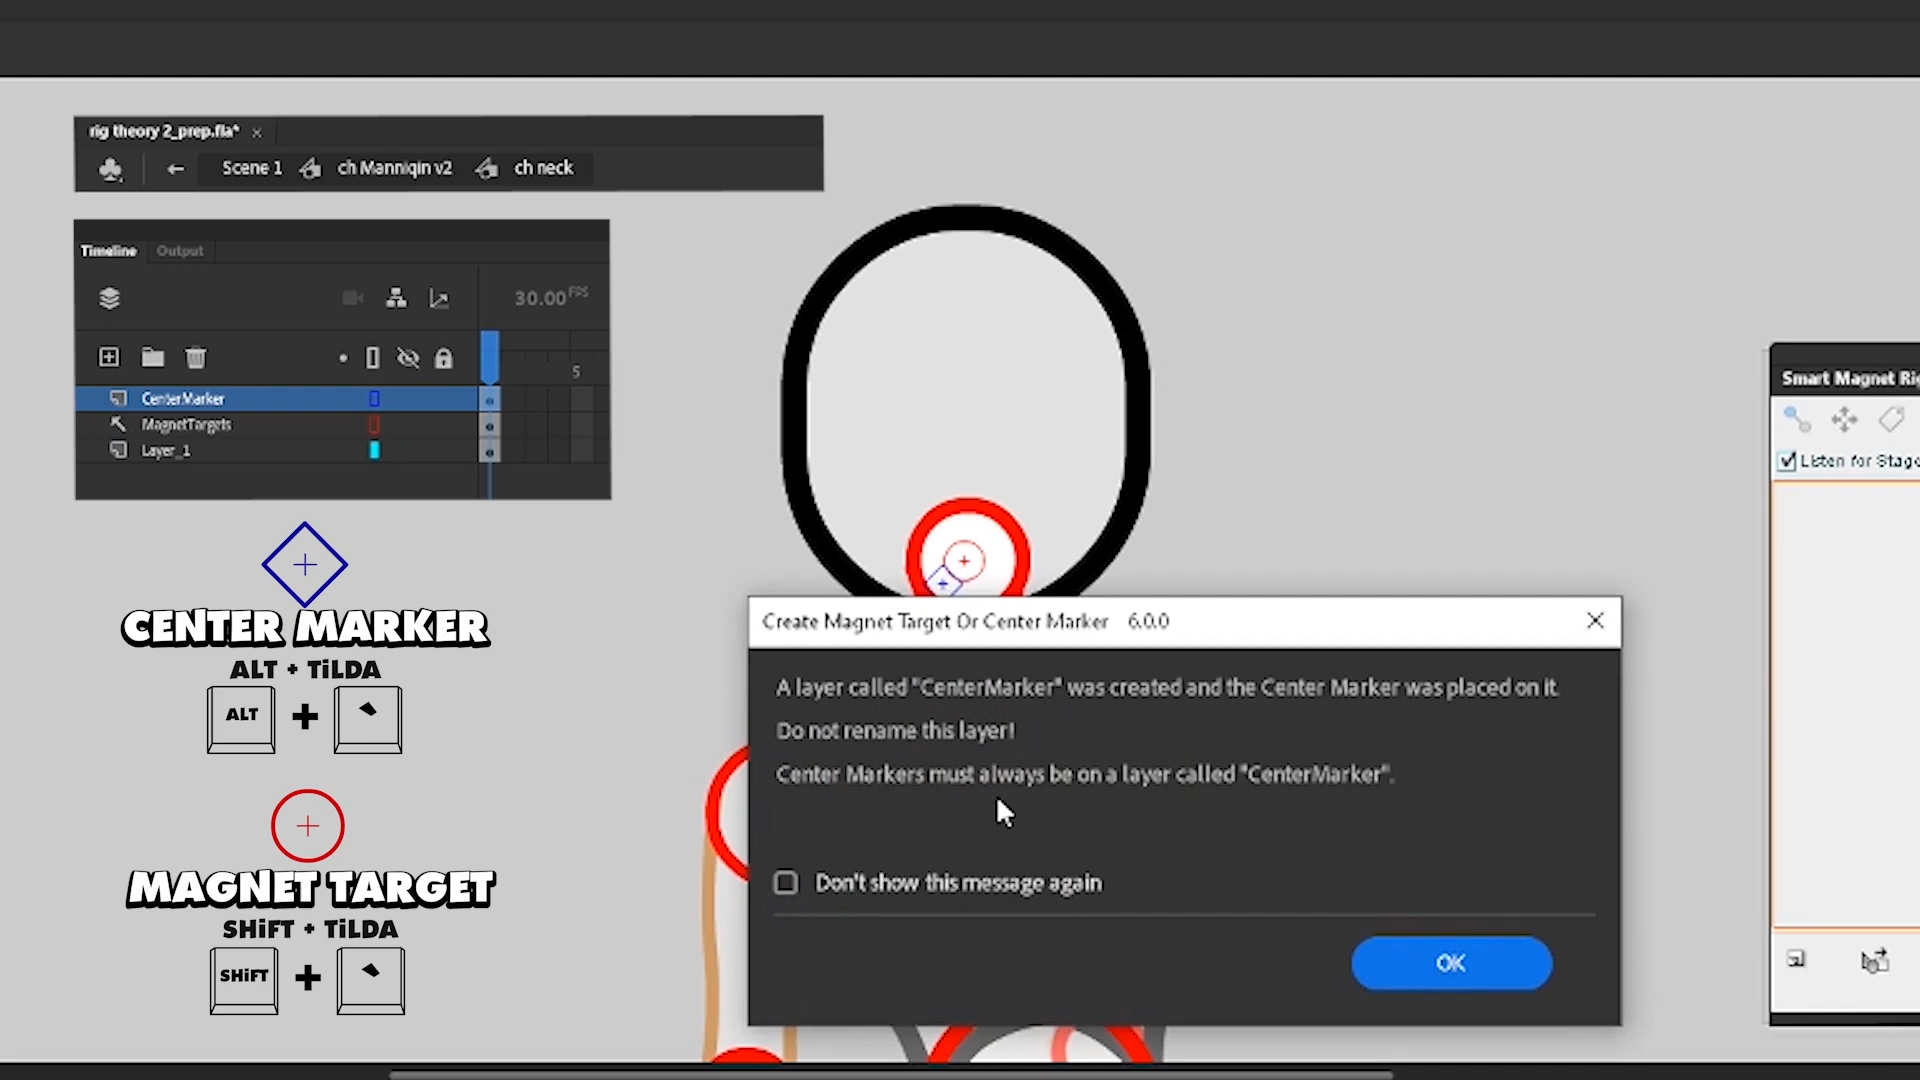 rig theory 2_prep.fla* ×
Scene 1 ch Manniqin v2 ch neck
Timeline Output
30.00 FPS
5
CenterMarker
MagnetTargets
Layer_1
CENTER MARKER
ALT + TiLDA
ALT + `
MAGNET TARGET
SHiFT + TiLDA
SHiFT + `
Create Magnet Target Or Center Marker 6.0.0
A layer called "CenterMarker" was created and the Center Marker was placed on it.
Do not rename this layer!
Center Markers must always be on a layer called "CenterMarker".
Don't show this message again
OK
Smart Magnet Rig
Listen for Stage